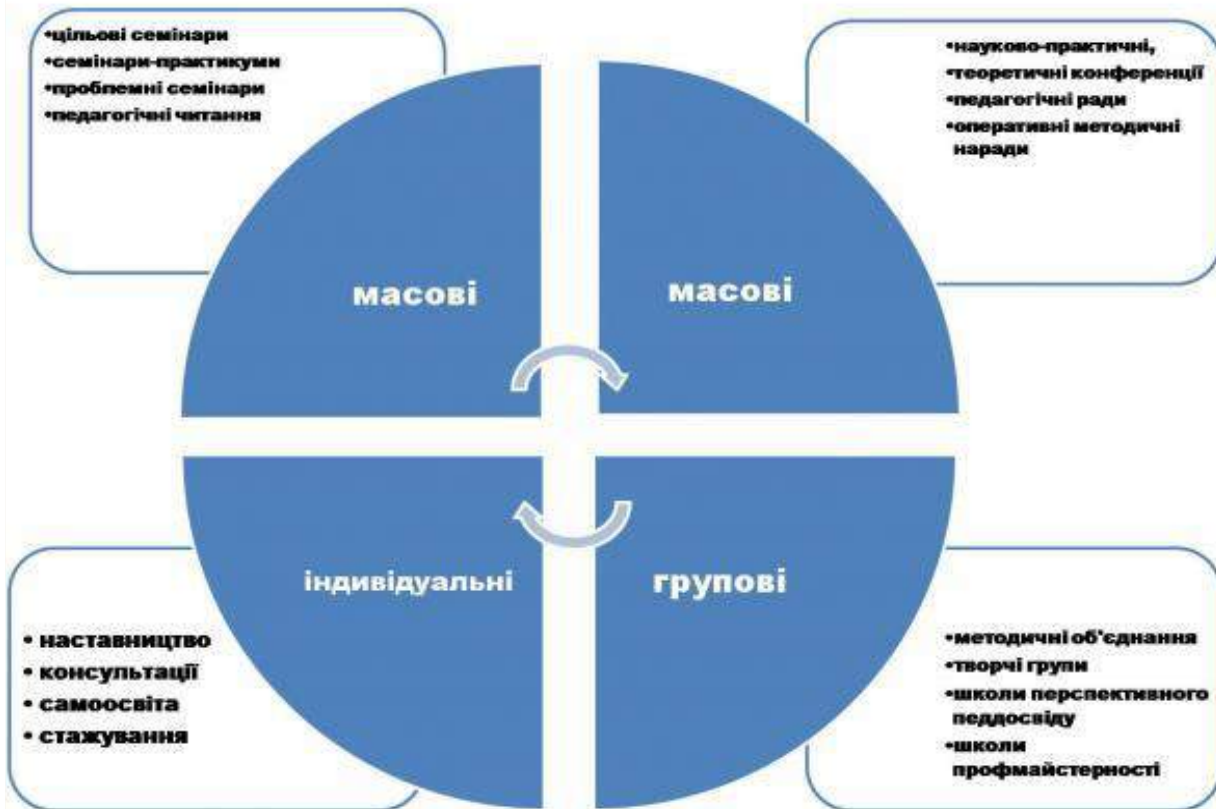 •цільові семінари
•семінари-практикуми
•проблемні семінари
•педагогічні читання
•науково-практичні,
•теоретичні конференції
•педагогічні ради
•оперативні методичні
наради
масові
масові
індивідуальні
групові
• наставництво
• консультації
• самоосвіта
• стажування
•методичні об'єднання
•творчі групи
•школи перспективного
педдосвіду
•школи
профмайстерності